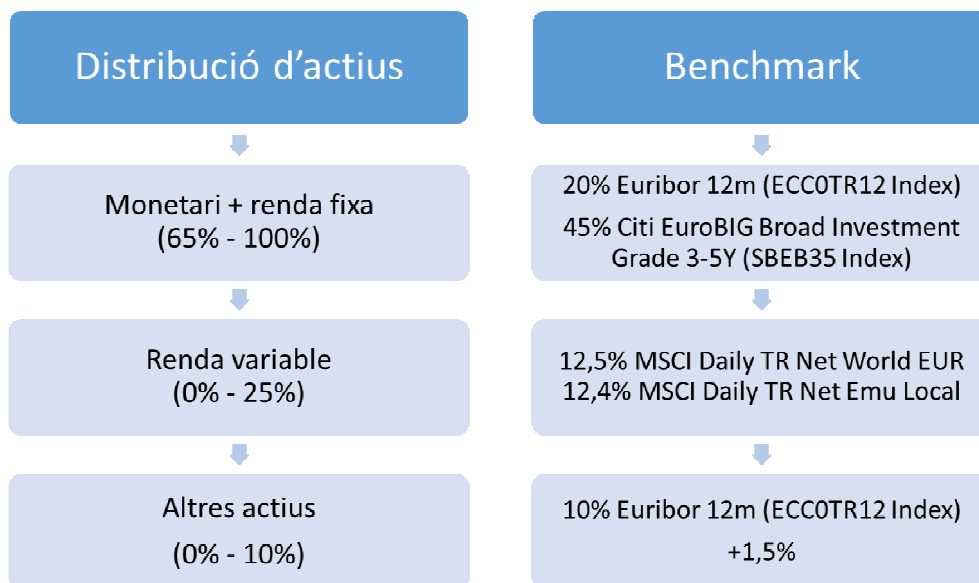 Distribució d’actius
Monetari + renda fixa
(65% - 100%)
Renda variable
(0% - 25%)
Altres actius
(0% - 10%)
Benchmark
20% Euribor 12m (ECC0TR12 Index)
45% Citi EuroBIG Broad Investment
Grade 3-5Y (SBEB35 Index)
12,5% MSCI Daily TR Net World EUR
12,4% MSCI Daily TR Net Emu Local
10% Euribor 12m (ECC0TR12 Index)
+1,5%